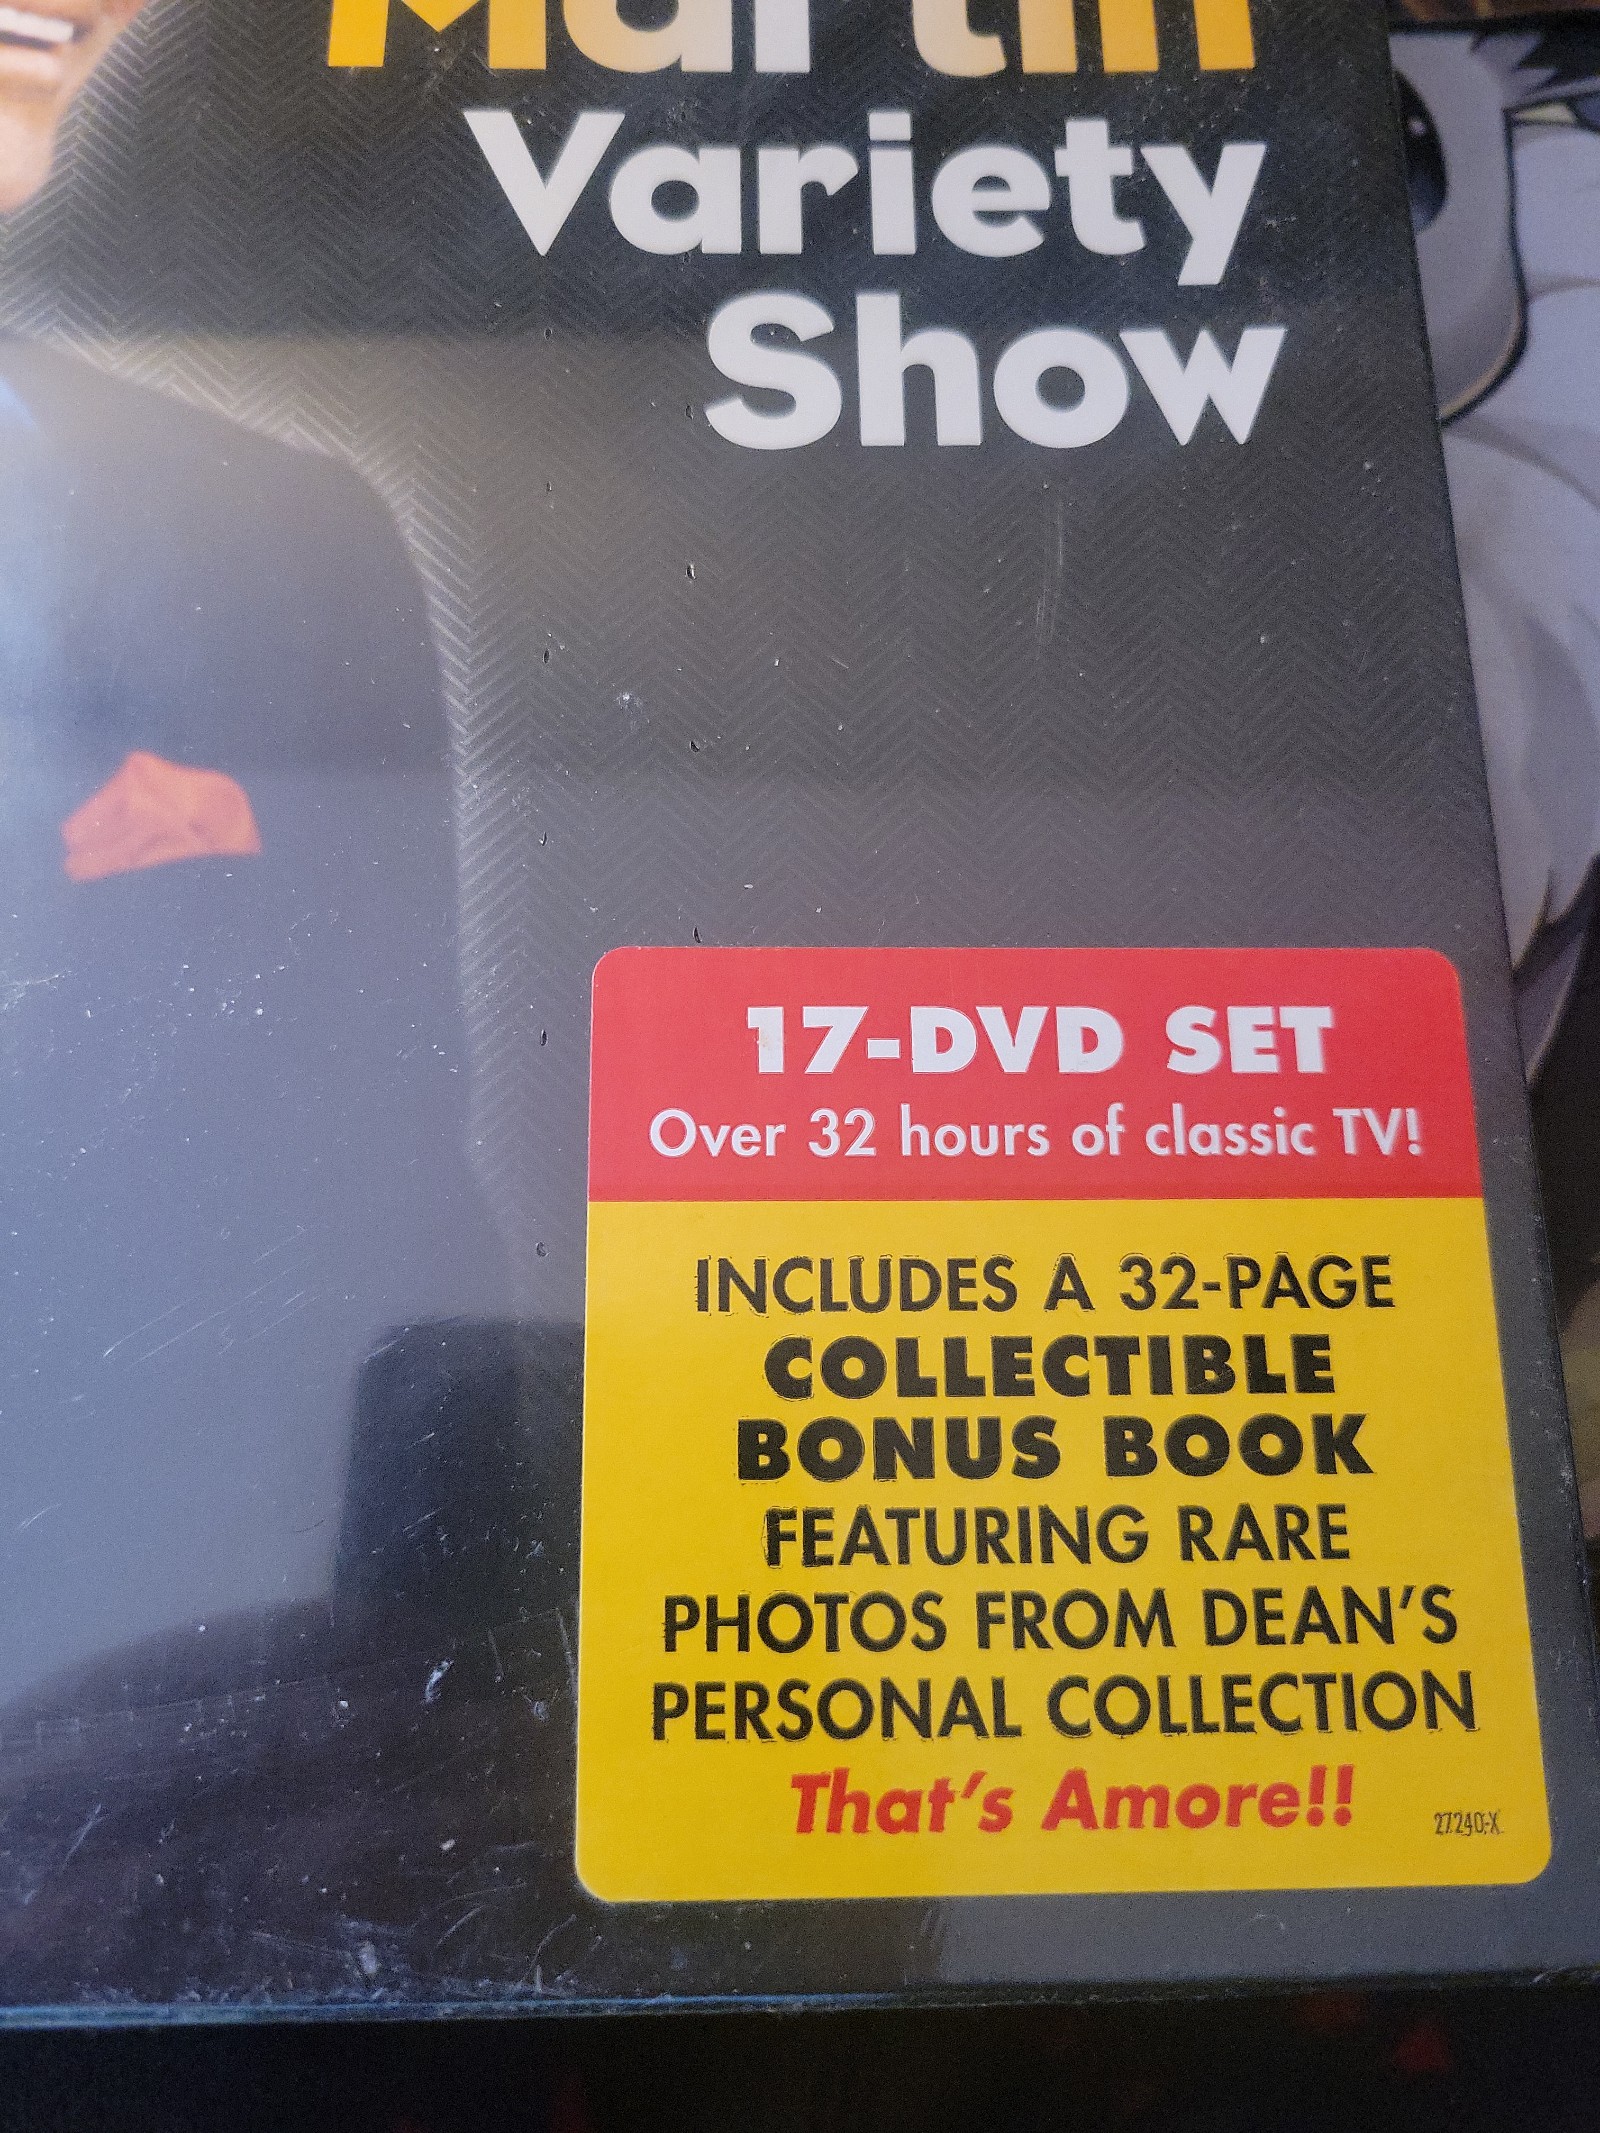 Martin
Variety
Show
17-DVD SET
Over 32 hours of classic TV!
INCLUDES A 32-PAGE
COLLECTIBLE
BONUS BOOK
FEATURING RARE
PHOTOS FROM DEAN'S
PERSONAL COLLECTION
That's Amore!!
27240-X